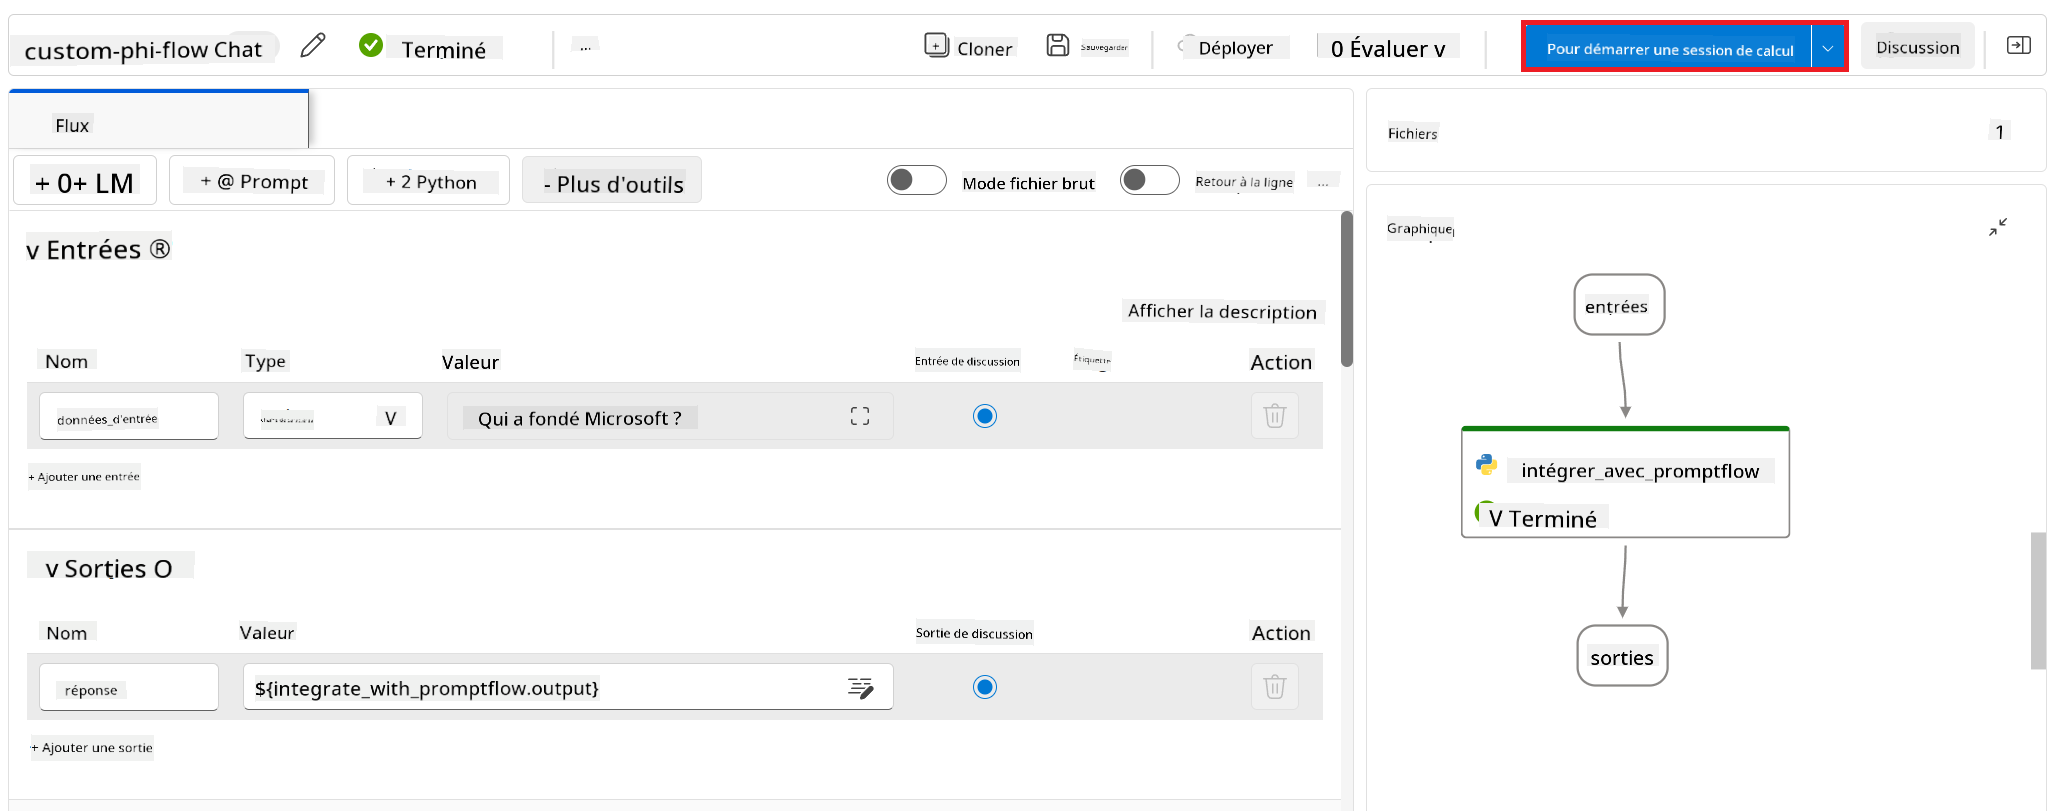 custom-phi-flow Chat
Terminé
...
Cloner
Sauvegarder
Déployer
0 Évaluer v
Pour démarrer une session de calcul
Discussion
Flux
+ 0+ LM
+ @ Prompt
+ 2 Python
- Plus d'outils
Mode fichier brut
Retour à la ligne
...
v Entrées ®
Afficher la description
Nom
Type
Valeur
Entrée de discussion
Étiquette
Action
données_d'entrée
V
Qui a fondé Microsoft ?
+ Ajouter une entrée
v Sorties O
Nom
Valeur
Sortie de discussion
Action
réponse
${integrate_with_promptflow.output}
+ Ajouter une sortie
Fichiers
1
Graphique
entrées
intégrer_avec_promptflow
V Terminé
sorties